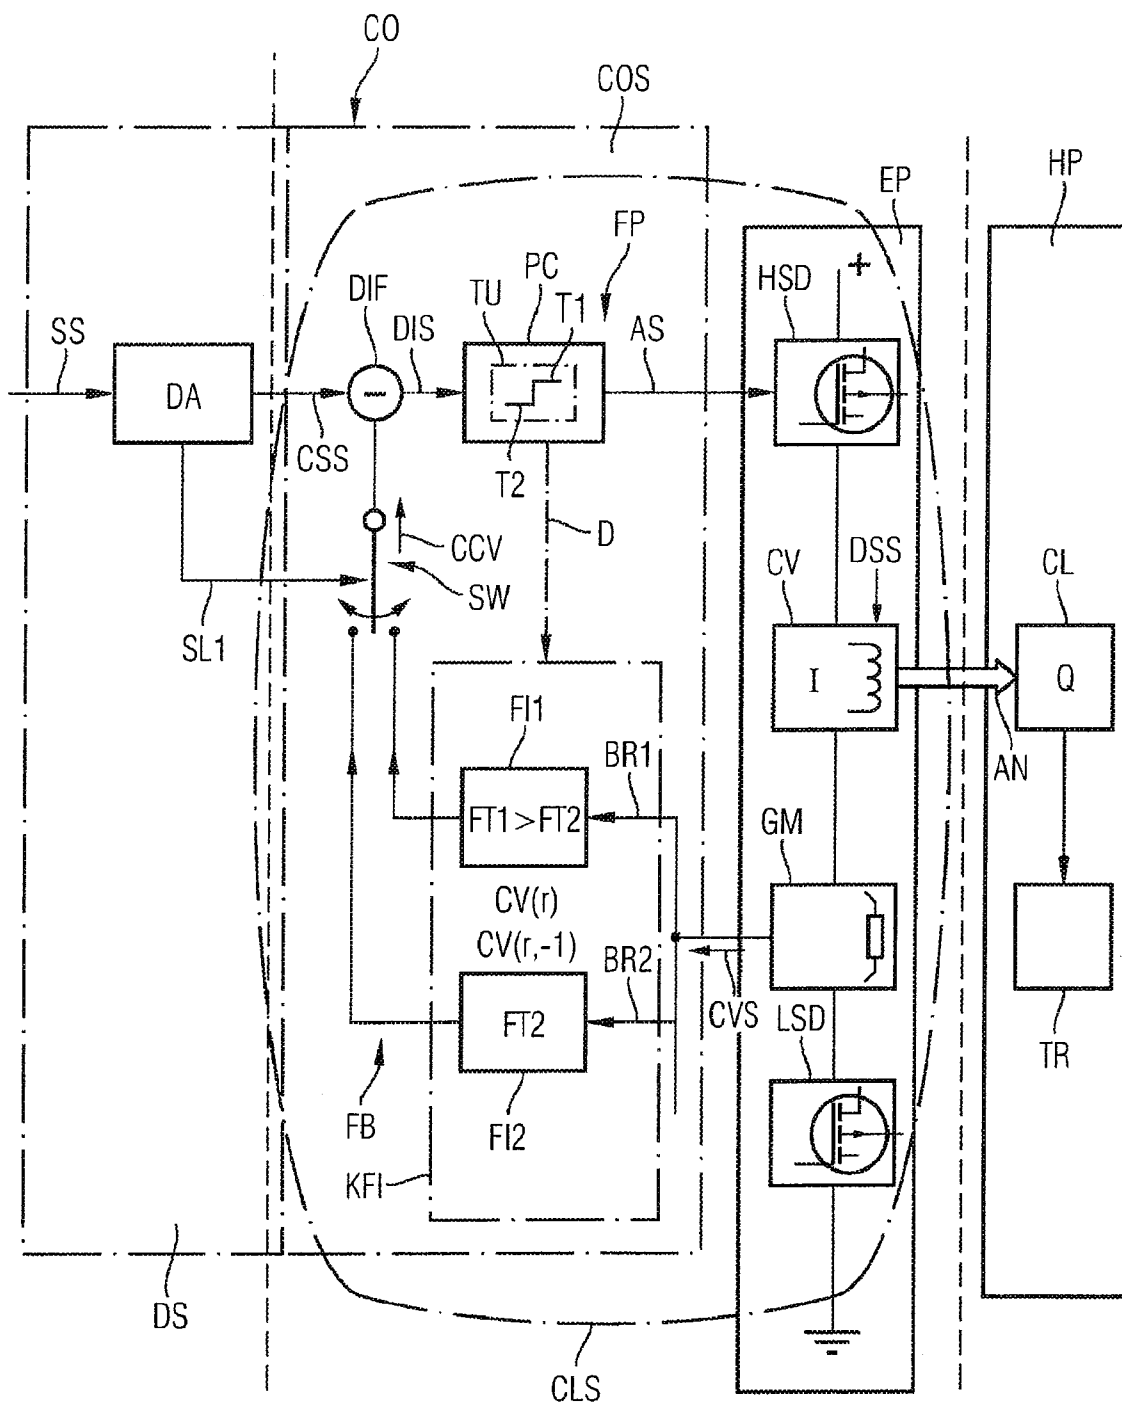 CO
COS
HP
EP
FP
PC
HSD
+
DIF
TU
T1
SS
DIS
AS
DA
~
CSS
T2
D
CCV
SW
CV
DSS
CL
SL1
I
Q
FI1
BR1
AN
FT1>FT2
GM
CV(r)
CV(r,-1)
BR2
CVS
LSD
FT2
TR
FB
FI2
KFI
DS
CLS